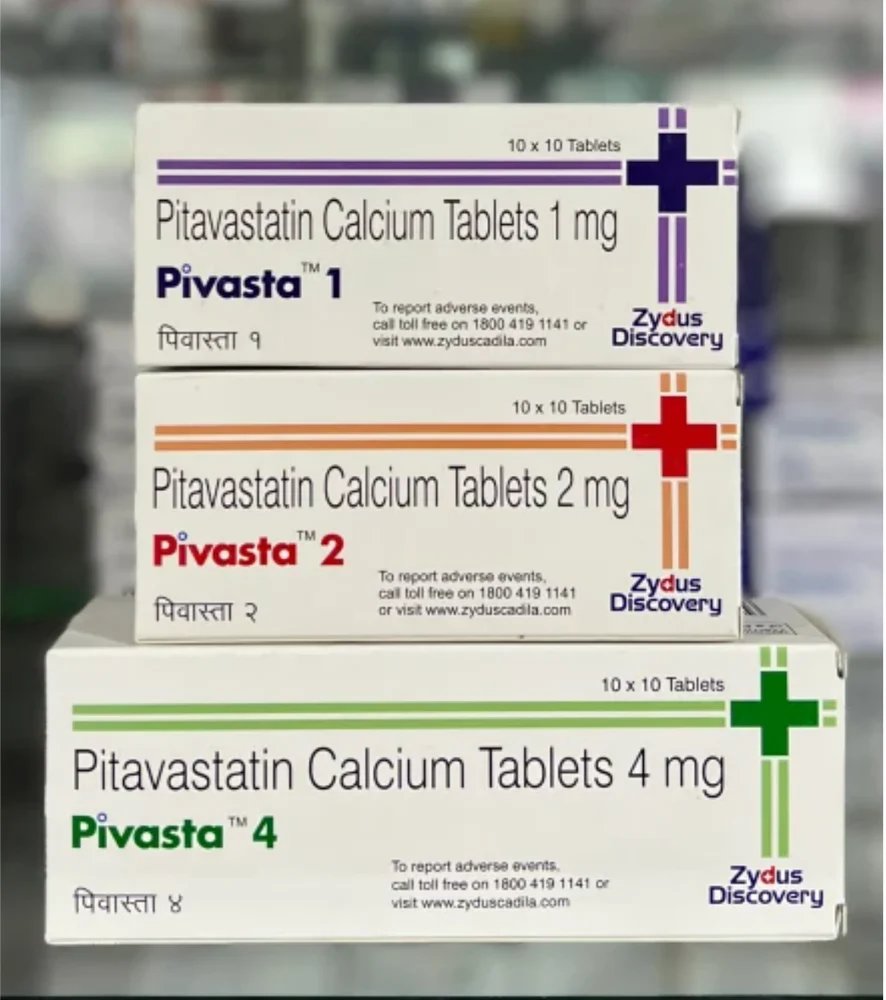 10 x 10 Tablets
Pitavastatin Calcium Tablets 1 mg
Pivasta™ 1
पिवास्ता १
To report adverse events,
call toll free on 1800 419 1141 or
visit www.zyduscadila.com
Zydus
Discovery
10 x 10 Tablets
Pitavastatin Calcium Tablets 2 mg
Pivasta™ 2
पिवास्ता २
To report adverse events,
call toll free on 1800 419 1141
or visit www.zyduscadila.com
Zydus
Discovery
10 x 10 Tablets
Pitavastatin Calcium Tablets 4 mg
Pivasta™ 4
पिवास्ता ४
To report adverse events,
call toll free on 1800 419 1141 or
visit www.zyduscadila.com
Zydus
Discovery